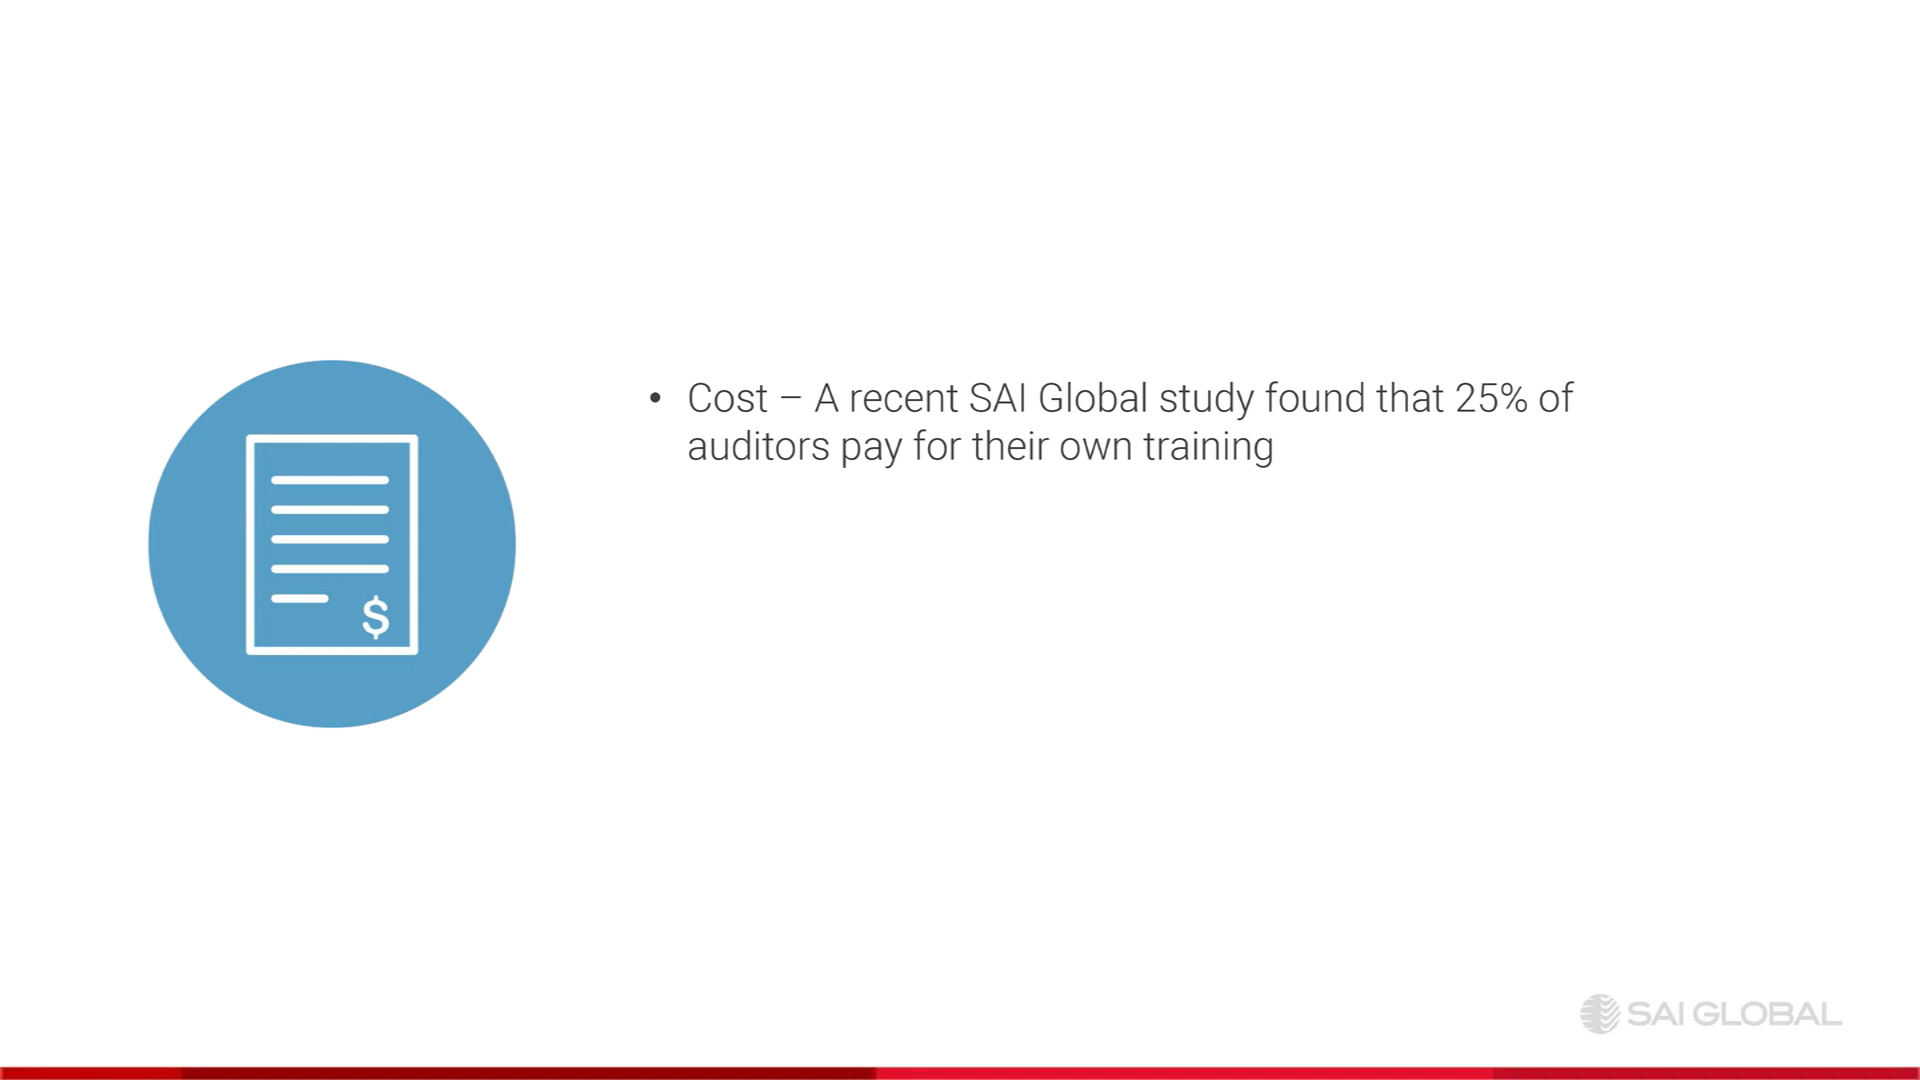 • Cost – A recent SAI Global study found that 25% of
auditors pay for their own training
$
SAI GLOBAL